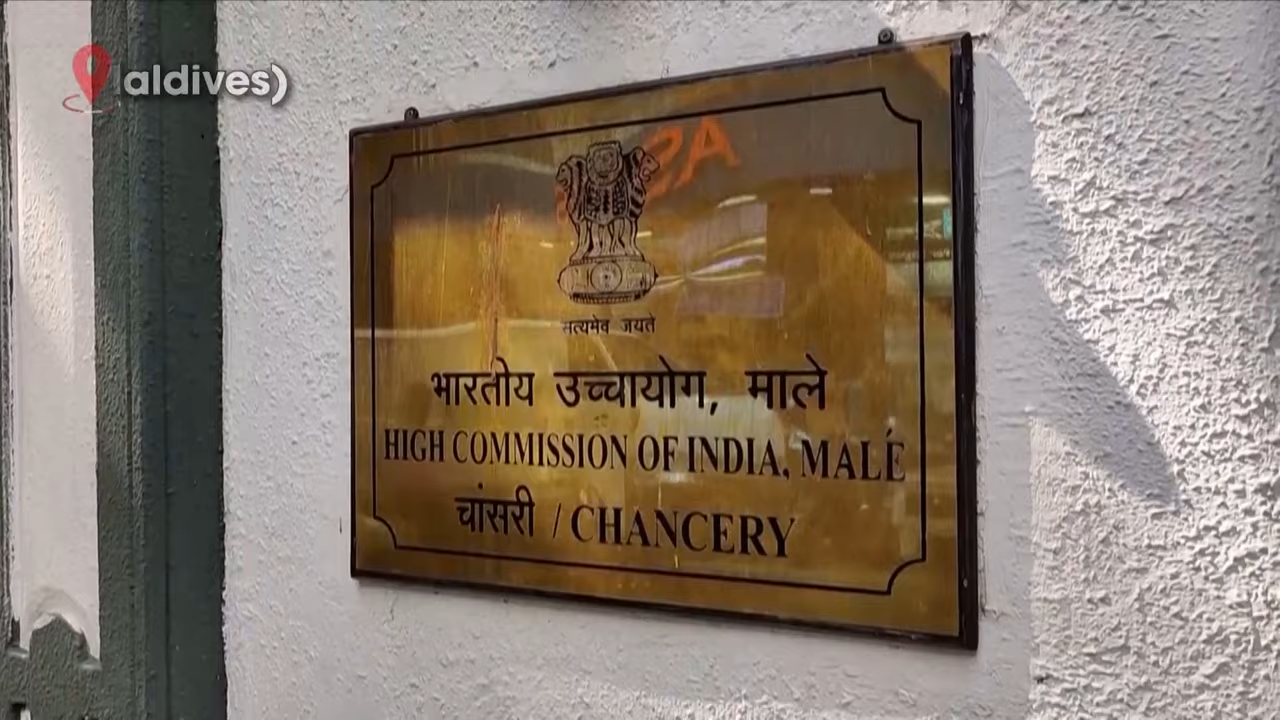 aldives)
सत्यमेव जयते
भारतीय उच्चायोग, माले
HIGH COMMISSION OF INDIA, MALÉ
चांसरी / CHANCERY